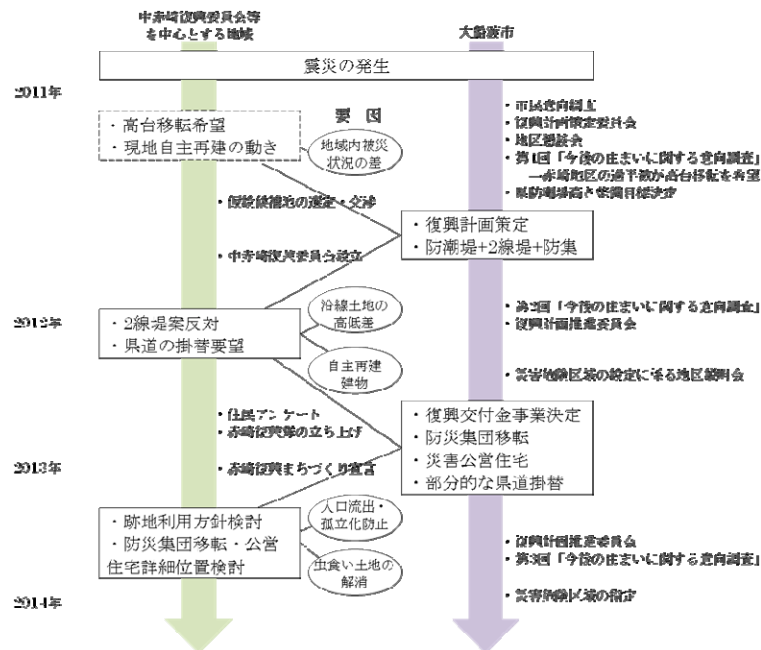 中赤崎復興委員会等
を中心とする地域
大船渡市
震災の発生
2011年
要 因
・高台移転希望
・現地自主再建の動き
地域内被災
状況の差
・市民意向調査
・復興計画策定委員会
・地区懇談会
・第1回「今後の住まいに関する意向調査」
→赤崎地区の過半数が高台移転を希望
・県防潮堤高さ整備目標決定
・仮設候補地の選定・交渉
・中赤崎復興委員会設立
・復興計画策定
・防潮堤+2線堤+防集
2012年
・2線堤案反対
・県道の掛替要望
沿線土地の
高低差
自主再建
建物
・第2回「今後の住まいに関する意向調査」
・復興計画推進委員会
・災害危険区域の設定に係る地区説明会
・住民アンケート
・赤崎復興隊の立ち上げ
・赤崎復興まちづくり宣言
・復興交付金事業決定
・防災集団移転
・災害公営住宅
・部分的な県道掛替
2013年
・跡地利用方針検討
・防災集団移転・公営
住宅詳細位置検討
人口流出・
孤立化防止
虫食い土地の
解消
・復興計画推進委員会
・第3回「今後の住まいに関する意向調査」
・災害危険区域の指定
2014年